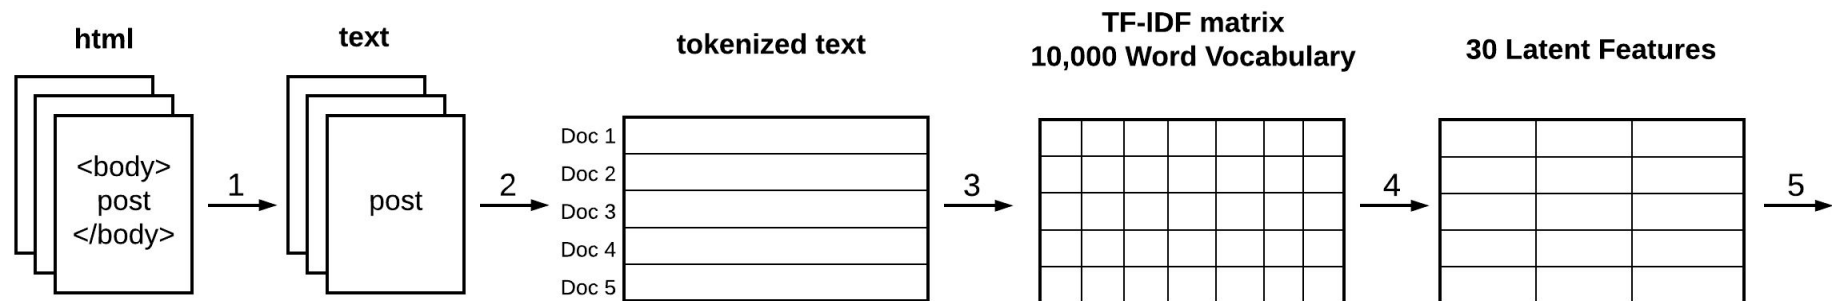 html
<body>
post
</body>
1
text
post
2
tokenized text
Doc 1
Doc 2
Doc 3
Doc 4
Doc 5
3
TF-IDF matrix
10,000 Word Vocabulary
4
30 Latent Features
5